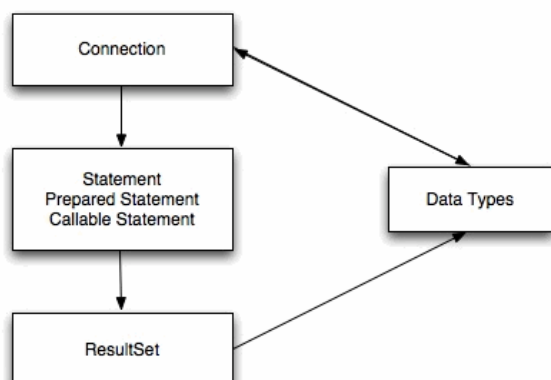 Connection
Statement
Prepared Statement
Callable Statement
Data Types
ResultSet